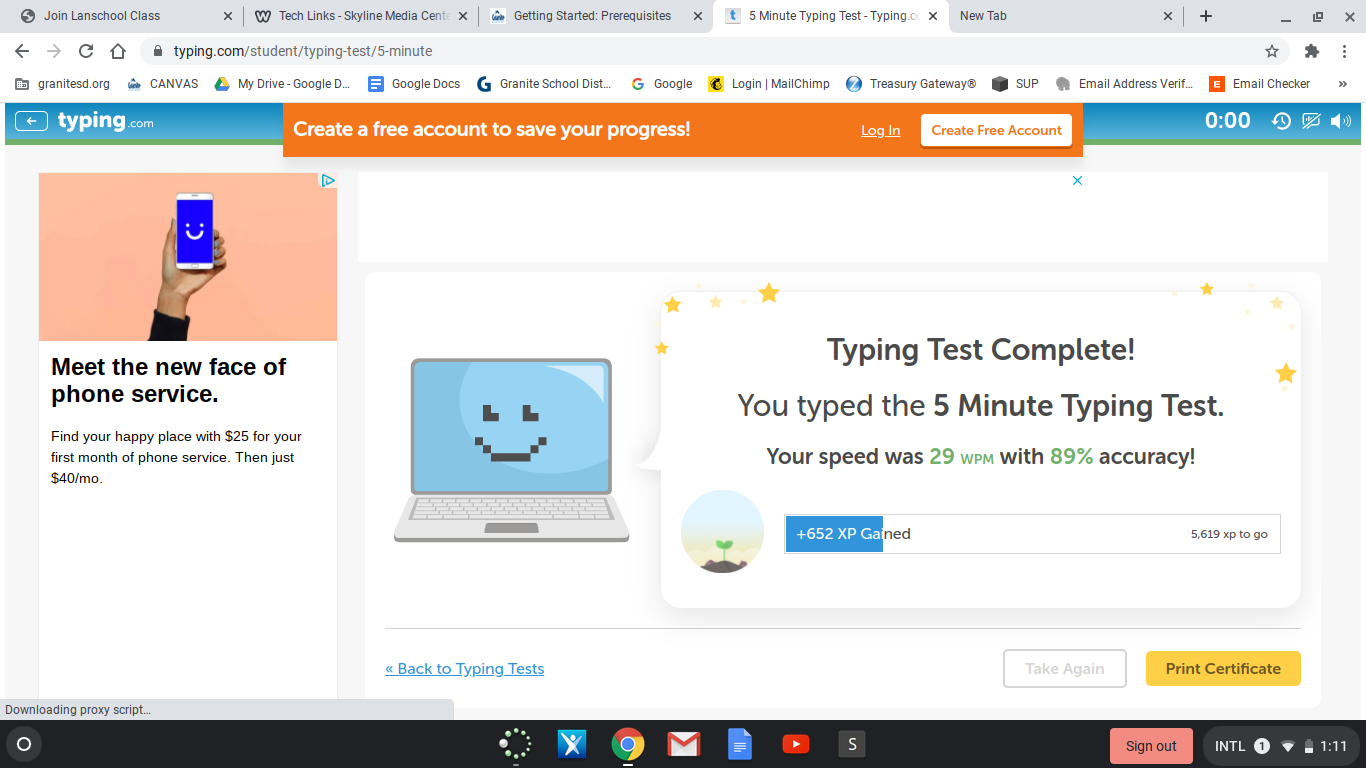 Join Lanschool Class
Tech Links - Skyline Media Cente
Getting Started: Prerequisites
5 Minute Typing Test - Typing.co
New Tab
typing.com/student/typing-test/5-minute
granitesd.org
CANVAS
My Drive - Google D...
Google Docs
Granite School Dist...
Google
Login | MailChimp
Treasury Gateway®
SUP
Email Address Verif...
Email Checker
»
typing.com
Create a free account to save your progress!
Log In
Create Free Account
0:00
Meet the new face of
phone service.
Find your happy place with $25 for your
first month of phone service. Then just
$40/mo.
Typing Test Complete!
You typed the 5 Minute Typing Test.
Your speed was 29 WPM with 89% accuracy!
+652 XP Gained
5,619 xp to go
« Back to Typing Tests
Take Again
Print Certificate
Downloading proxy script...
S
Sign out
INTL
1
1:11